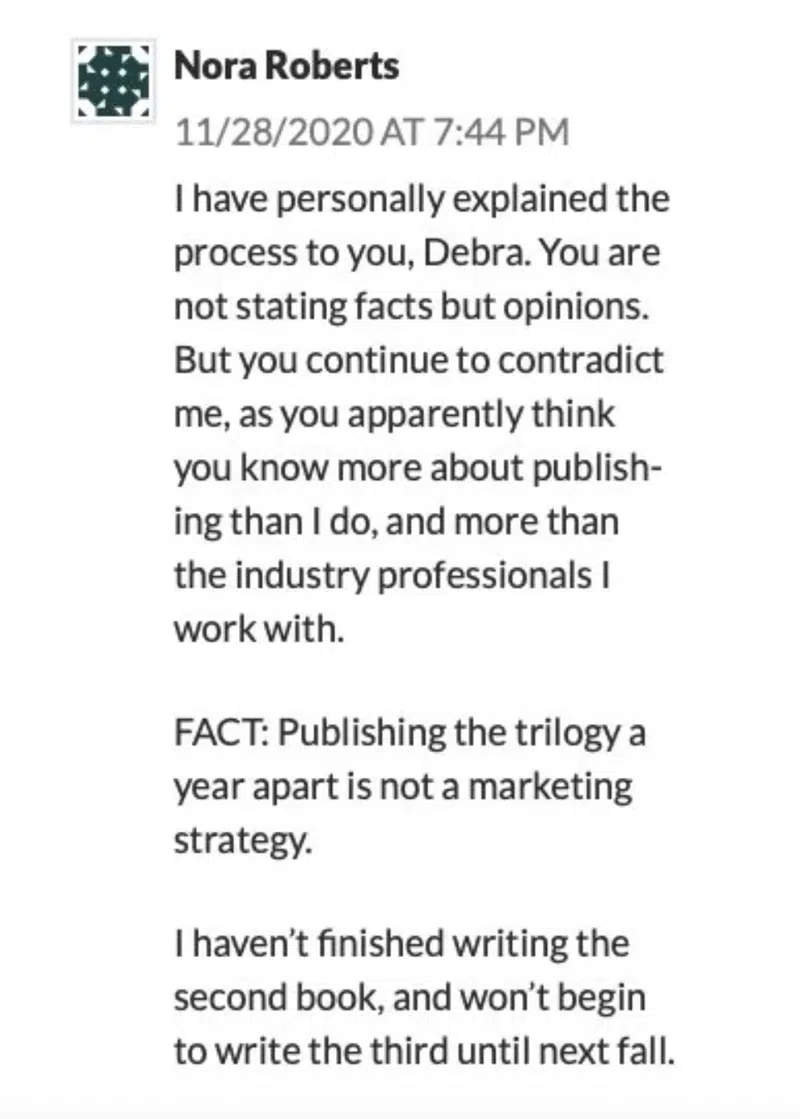 Nora Roberts
11/28/2020 AT 7:44 PM
I have personally explained the
process to you, Debra. You are
not stating facts but opinions.
But you continue to contradict
me, as you apparently think
you know more about publish-
ing than I do, and more than
the industry professionals I
work with.
FACT: Publishing the trilogy a
year apart is not a marketing
strategy.
I haven’t finished writing the
second book, and won’t begin
to write the third until next fall.